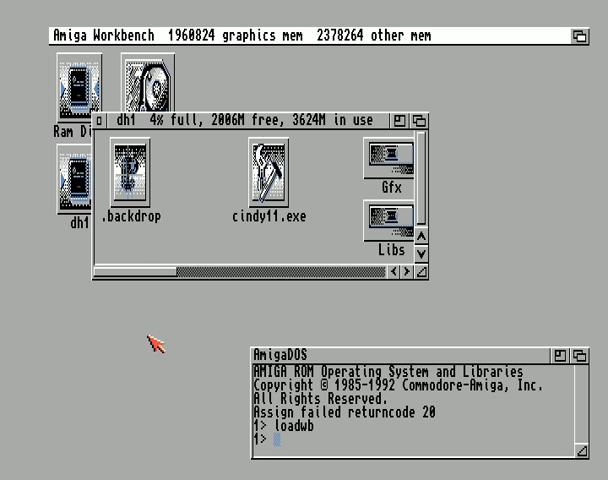 Amiga Workbench 1960824 graphics mem 2378264 other mem
dh1 4% full, 2006M free, 3624M in use
Ram Di
dh1
.backdrop
cindy11.exe
Gfx
Libs
AmigaDOS
AMIGA ROM Operating System and Libraries
Copyright © 1985-1992 Commodore-Amiga, Inc.
All Rights Reserved.
Assign failed returncode 20
1> loadwb
1>